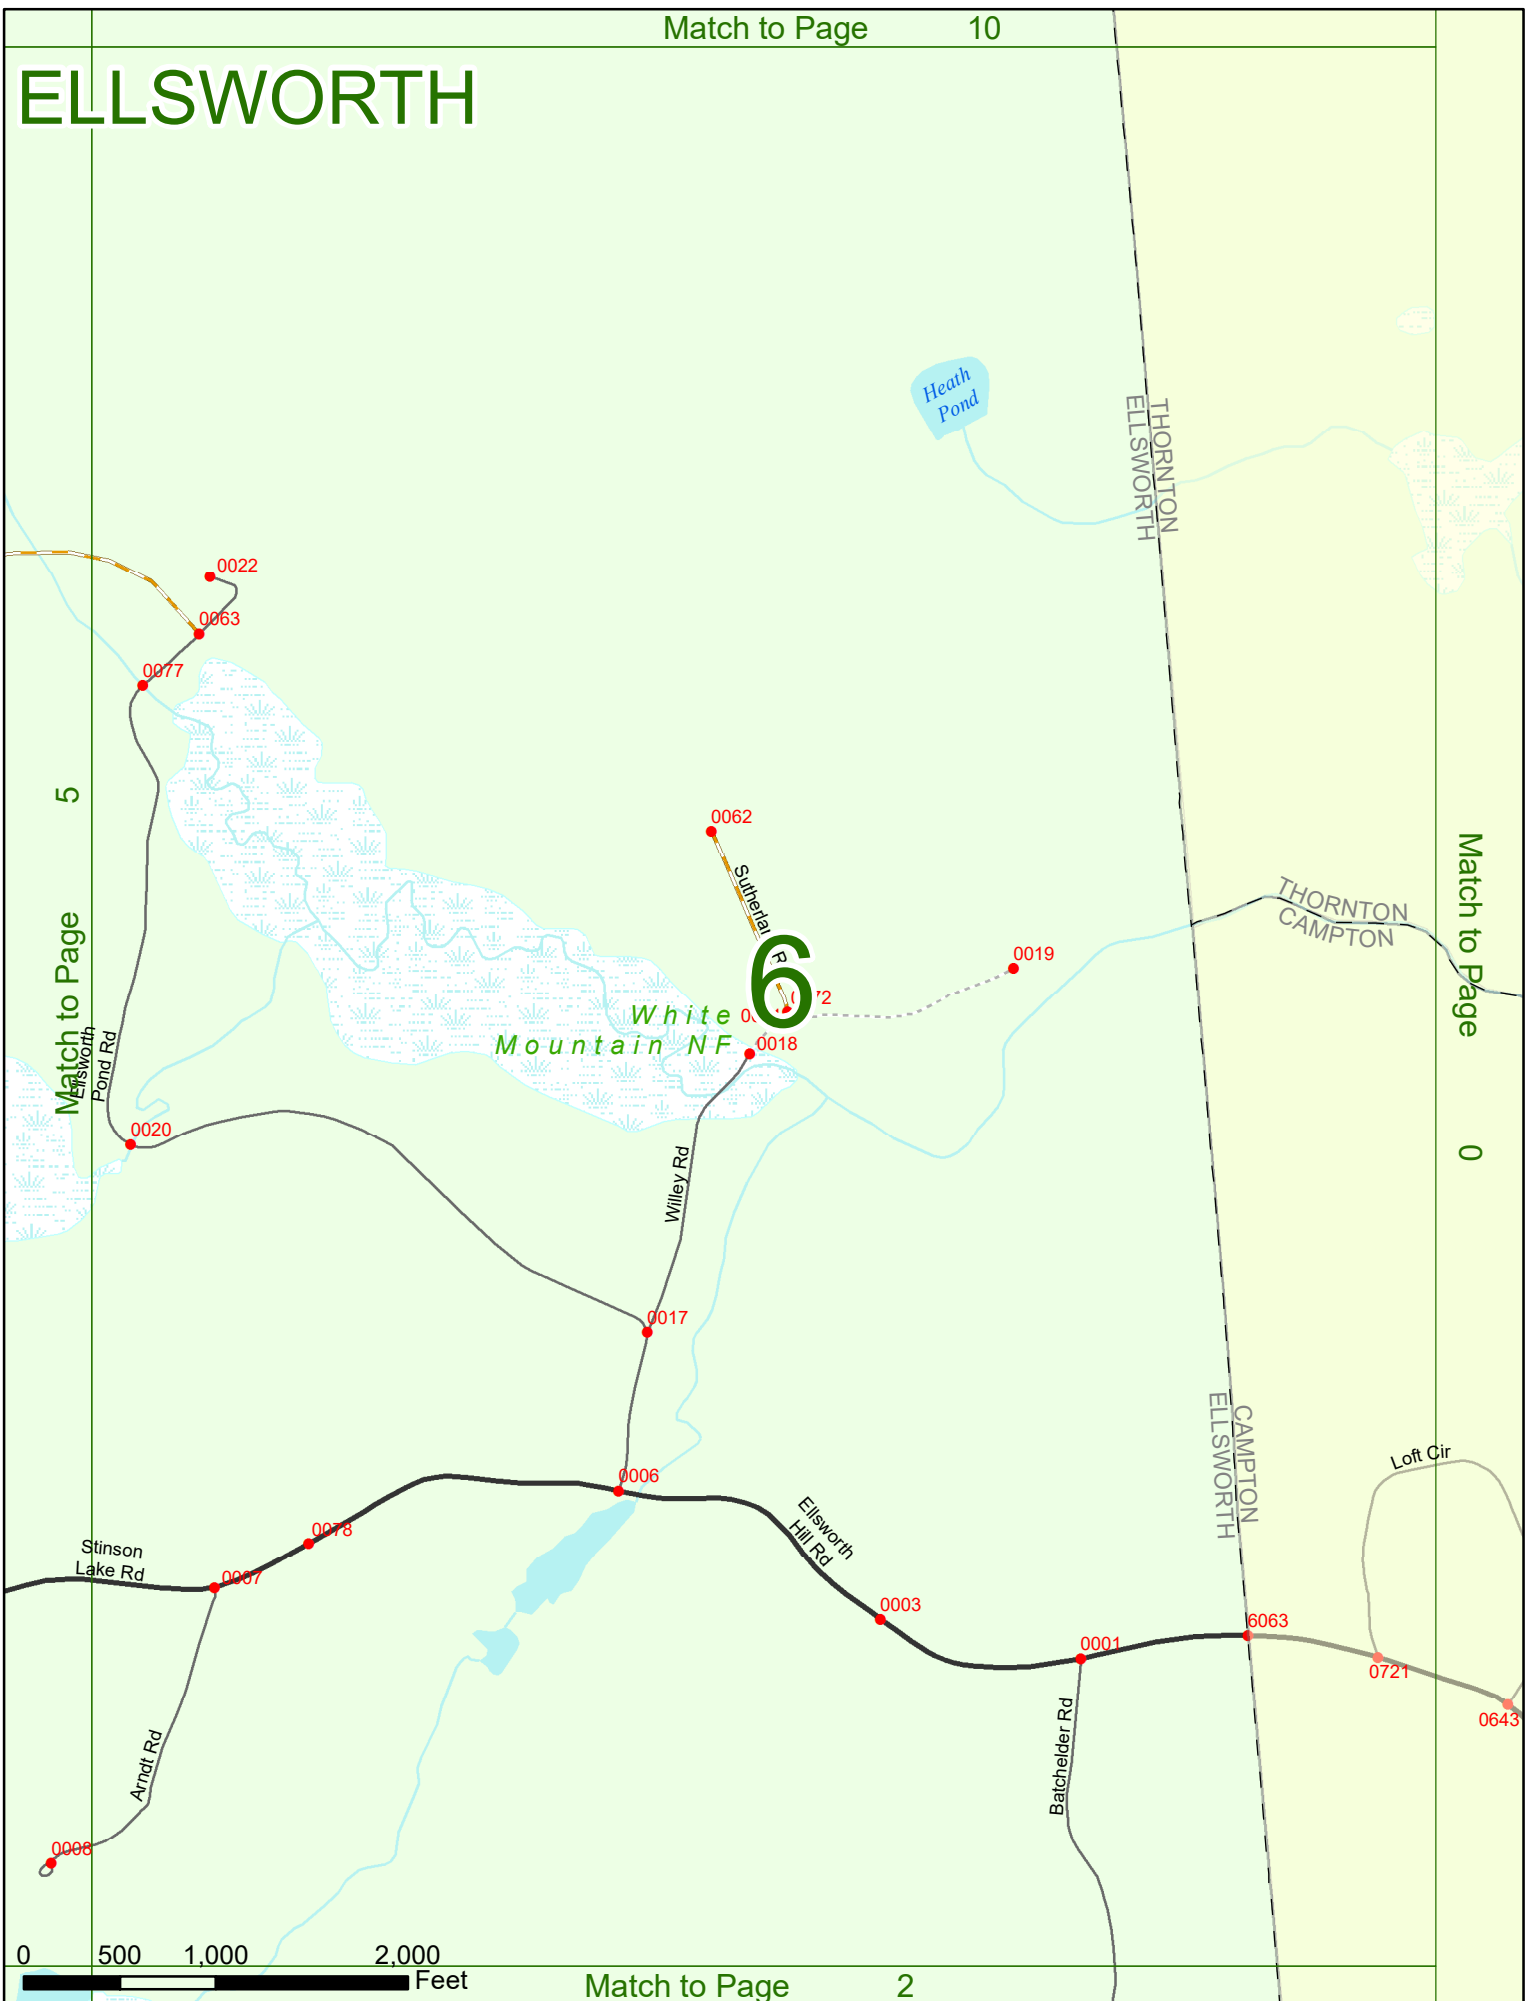 Match to Page 10
ELLSWORTH
Heath
Pond
THORNTON
ELLSWORTH
0022
0063
0077
5
Match to Page
0062
THORNTON
CAMPTON
Match to Page
0
0019
6
White
Mountain NF
0018
Ellsworth
Pond Rd
0020
Willey Rd
0017
CAMPTON
ELLSWORTH
Loft Cir
0006
Ellsworth
Hill Rd
0078
Stinson
Lake Rd
0007
0003
6063
0001
0721
0643
Batchelder Rd
Arndt Rd
0008
0 500 1,000 2,000
Feet
Match to Page 2